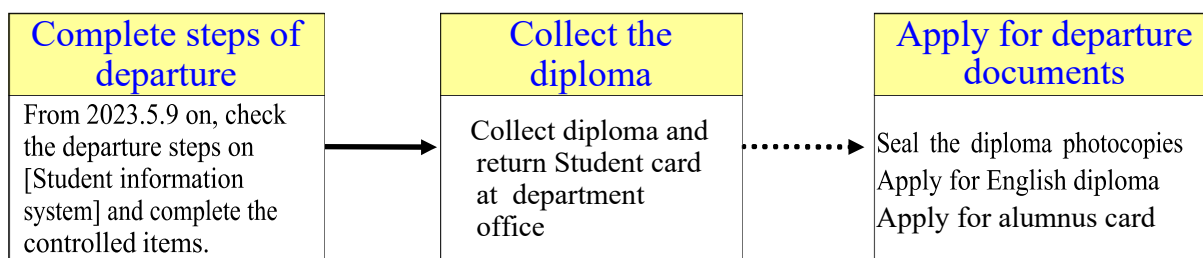 Complete steps of
departure
From 2023.5.9 on, check
the departure steps on
[Student information
system] and complete the
controlled items.
Collect the
diploma
Collect diploma and
return Student card
at department
office
Apply for departure
documents
Seal the diploma photocopies
Apply for English diploma
Apply for alumnus card